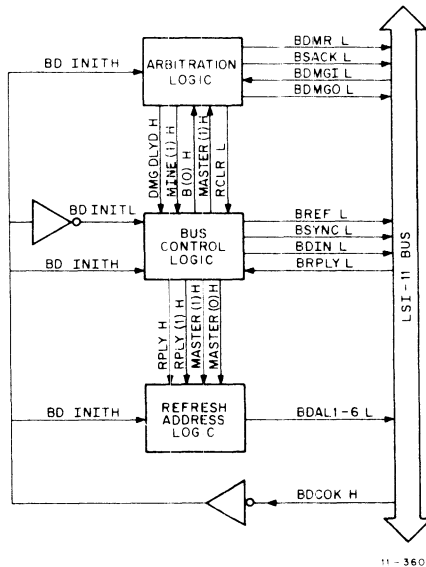 BDMR L
BSACK L
BDMGI L
BDMGO L
BD INITH
ARBITRATION
LOGIC
DMG DLYD H
MINE (1) H
B(0) H
MASTER (1) H
RCLR L
BD INITL
BREF L
BSYNC L
BDIN L
BRPLY L
BUS
CONTROL
LOGIC
BD INITH
LSI-11 BUS
RPLY H
RPLY (1) H
MASTER (1) H
MASTER (0) H
BD INITH
REFRESH
ADDRESS
LOG C
BDAL1-6 L
BDCOK H
11-360